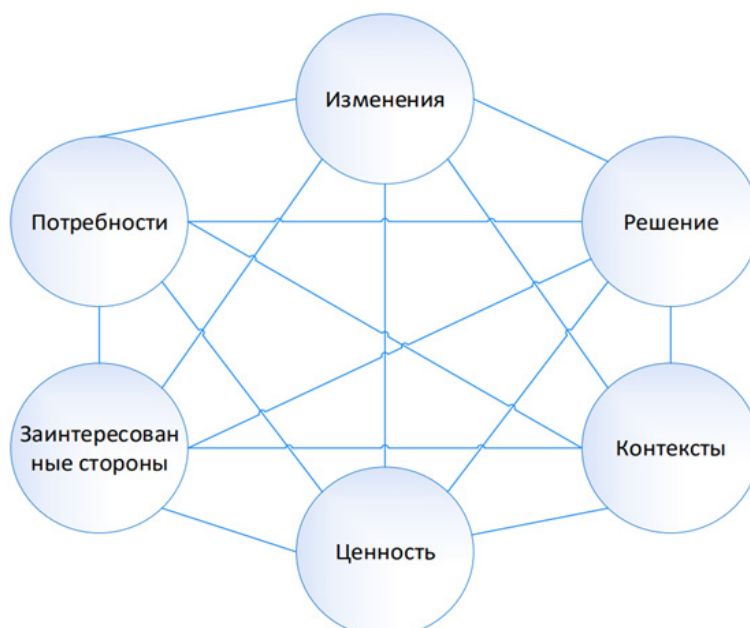 Изменения
Потребности
Решение
Заинтересован
ные стороны
Контексты
Ценность